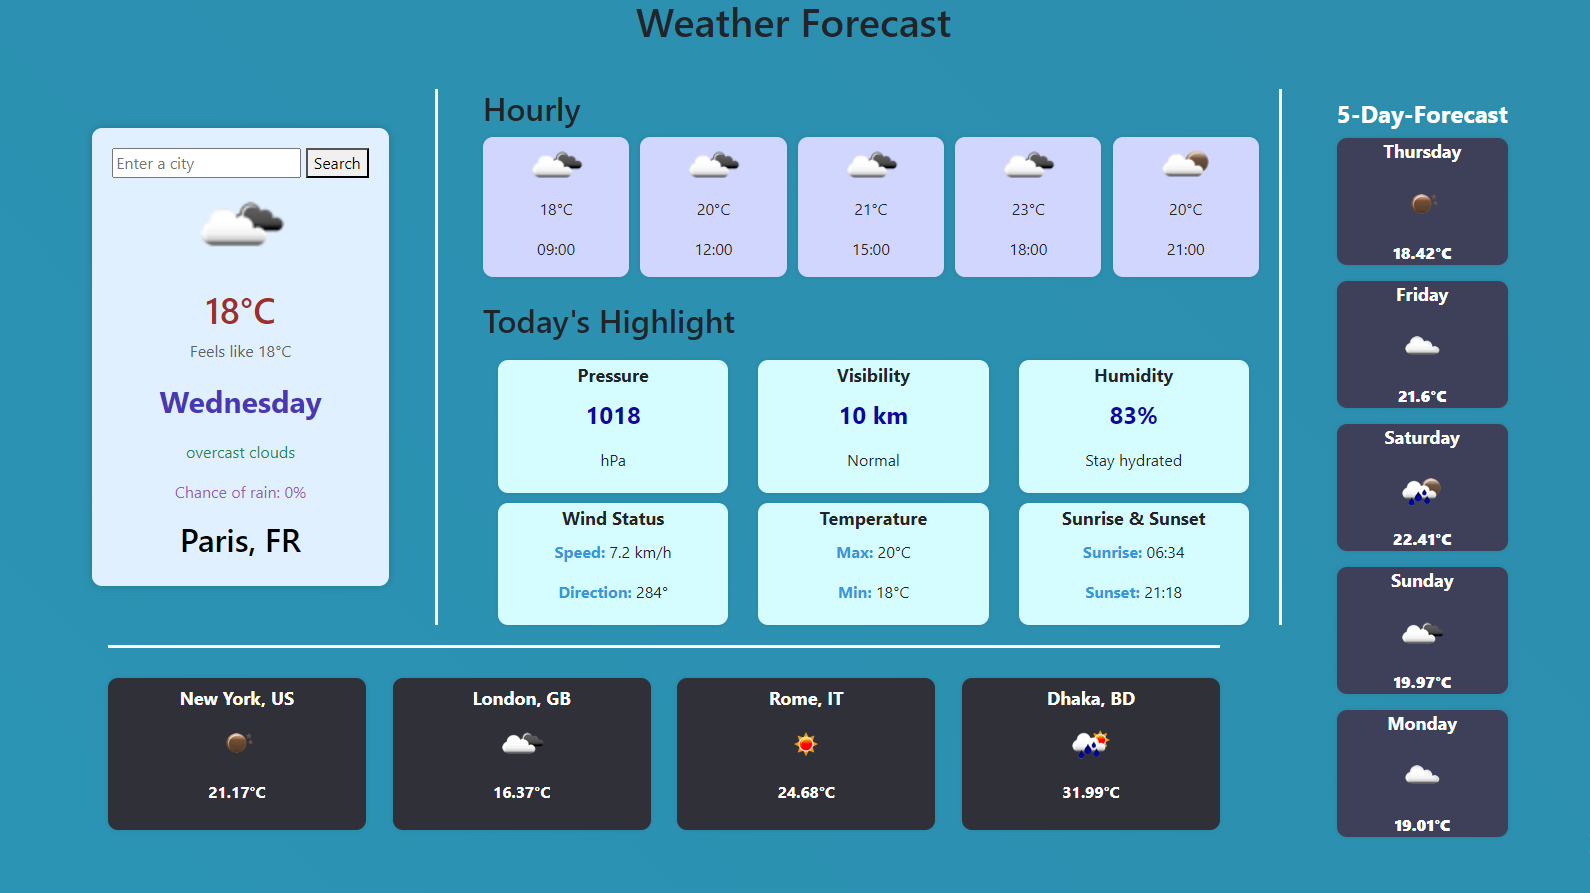 Weather Forecast
Enter a city
Search
18°C
Feels like 18°C
Wednesday
overcast clouds
Chance of rain: 0%
Paris, FR
Hourly
18°C
09:00
20°C
12:00
21°C
15:00
23°C
18:00
20°C
21:00
Today's Highlight
Pressure
1018
hPa
Visibility
10 km
Normal
Humidity
83%
Stay hydrated
Wind Status
Speed: 7.2 km/h
Direction: 284°
Temperature
Max: 20°C
Min: 18°C
Sunrise & Sunset
Sunrise: 06:34
Sunset: 21:18
5-Day-Forecast
Thursday
18.42°C
Friday
21.6°C
Saturday
22.41°C
Sunday
19.97°C
Monday
19.01°C
New York, US
21.17°C
London, GB
16.37°C
Rome, IT
24.68°C
Dhaka, BD
31.99°C